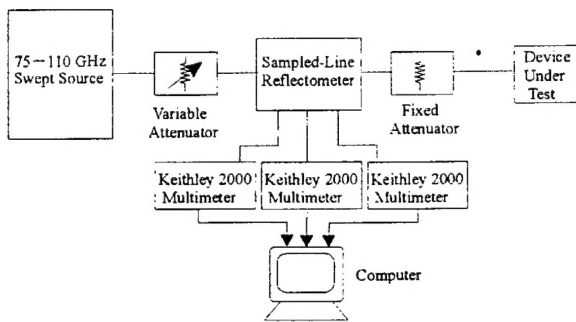 75-110 GHz
Swept Source
Variable
Attenuator
Sampled-Line
Reflectometer
Fixed
Attenuator
Device
Under
Test
Keithley 2000
Multimeter
Keithley 2000
Multimeter
Keithley 2000
Multimeter
Computer